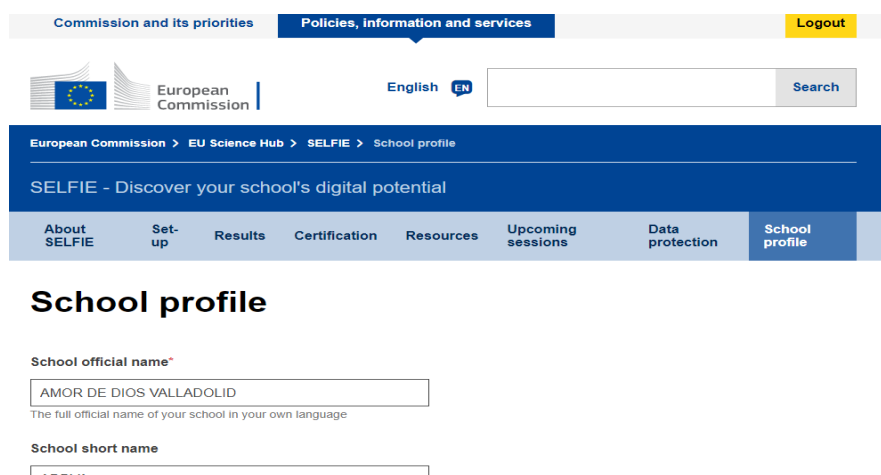 Commission and its priorities
Policies, information and services
Logout
European
Commission
English EN
Search
European Commission > EU Science Hub > SELFIE > School profile
SELFIE - Discover your school's digital potential
About SELFIE
Set-up
Results
Certification
Resources
Upcoming sessions
Data protection
School profile
School profile
School official name*
AMOR DE DIOS VALLADOLID
The full official name of your school in your own language
School short name